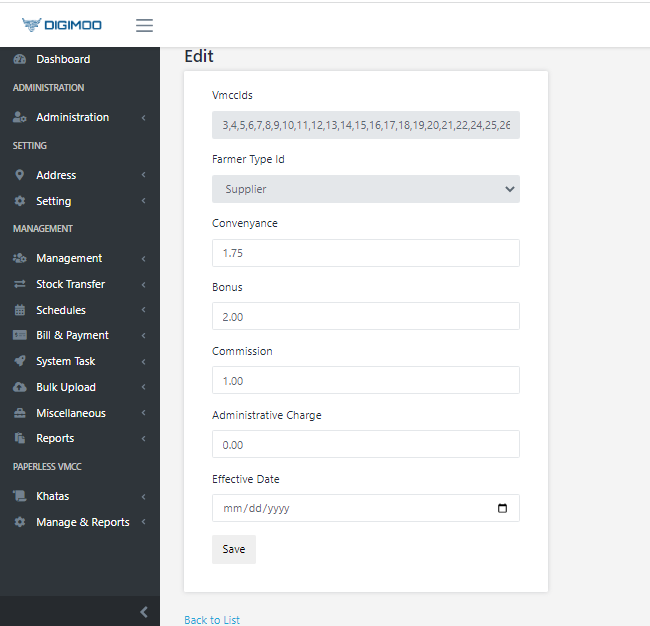 DIGIMOO
Dashboard
ADMINISTRATION
Administration
SETTING
Address
Setting
MANAGEMENT
Management
Stock Transfer
Schedules
Bill & Payment
System Task
Bulk Upload
Miscellaneous
Reports
PAPERLESS VMCC
Khatas
Manage & Reports
Edit
VmccIds
3,4,5,6,7,8,9,10,11,12,13,14,15,16,17,18,19,20,21,22,24,25,26
Farmer Type Id
Supplier
Convenyance
1.75
Bonus
2.00
Commission
1.00
Administrative Charge
0.00
Effective Date
mm/dd/yyyy
Save
Back to List